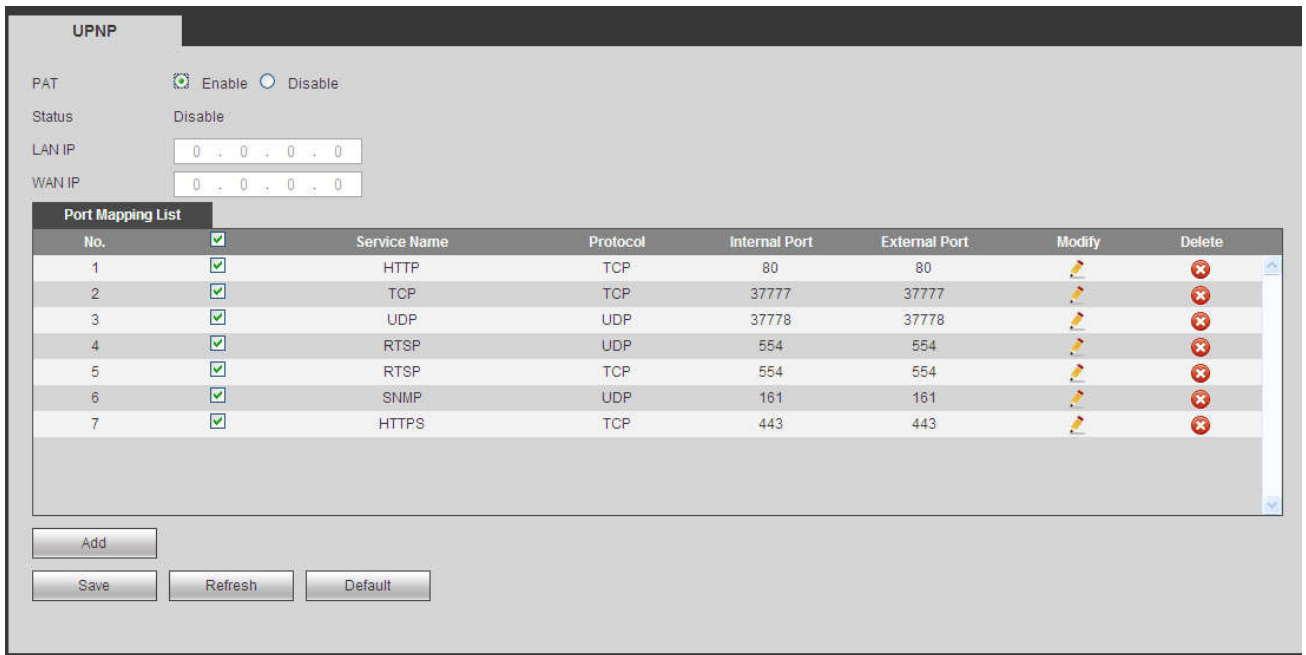 UPNP
PAT Enable Disable
Status Disable
LAN IP 0 . 0 . 0 . 0
WAN IP 0 . 0 . 0 . 0
Port Mapping List
No. Service Name Protocol Internal Port External Port Modify Delete
1 HTTP TCP 80 80
2 TCP TCP 37777 37777
3 UDP UDP 37778 37778
4 RTSP UDP 554 554
5 RTSP TCP 554 554
6 SNMP UDP 161 161
7 HTTPS TCP 443 443
Add
Save Refresh Default